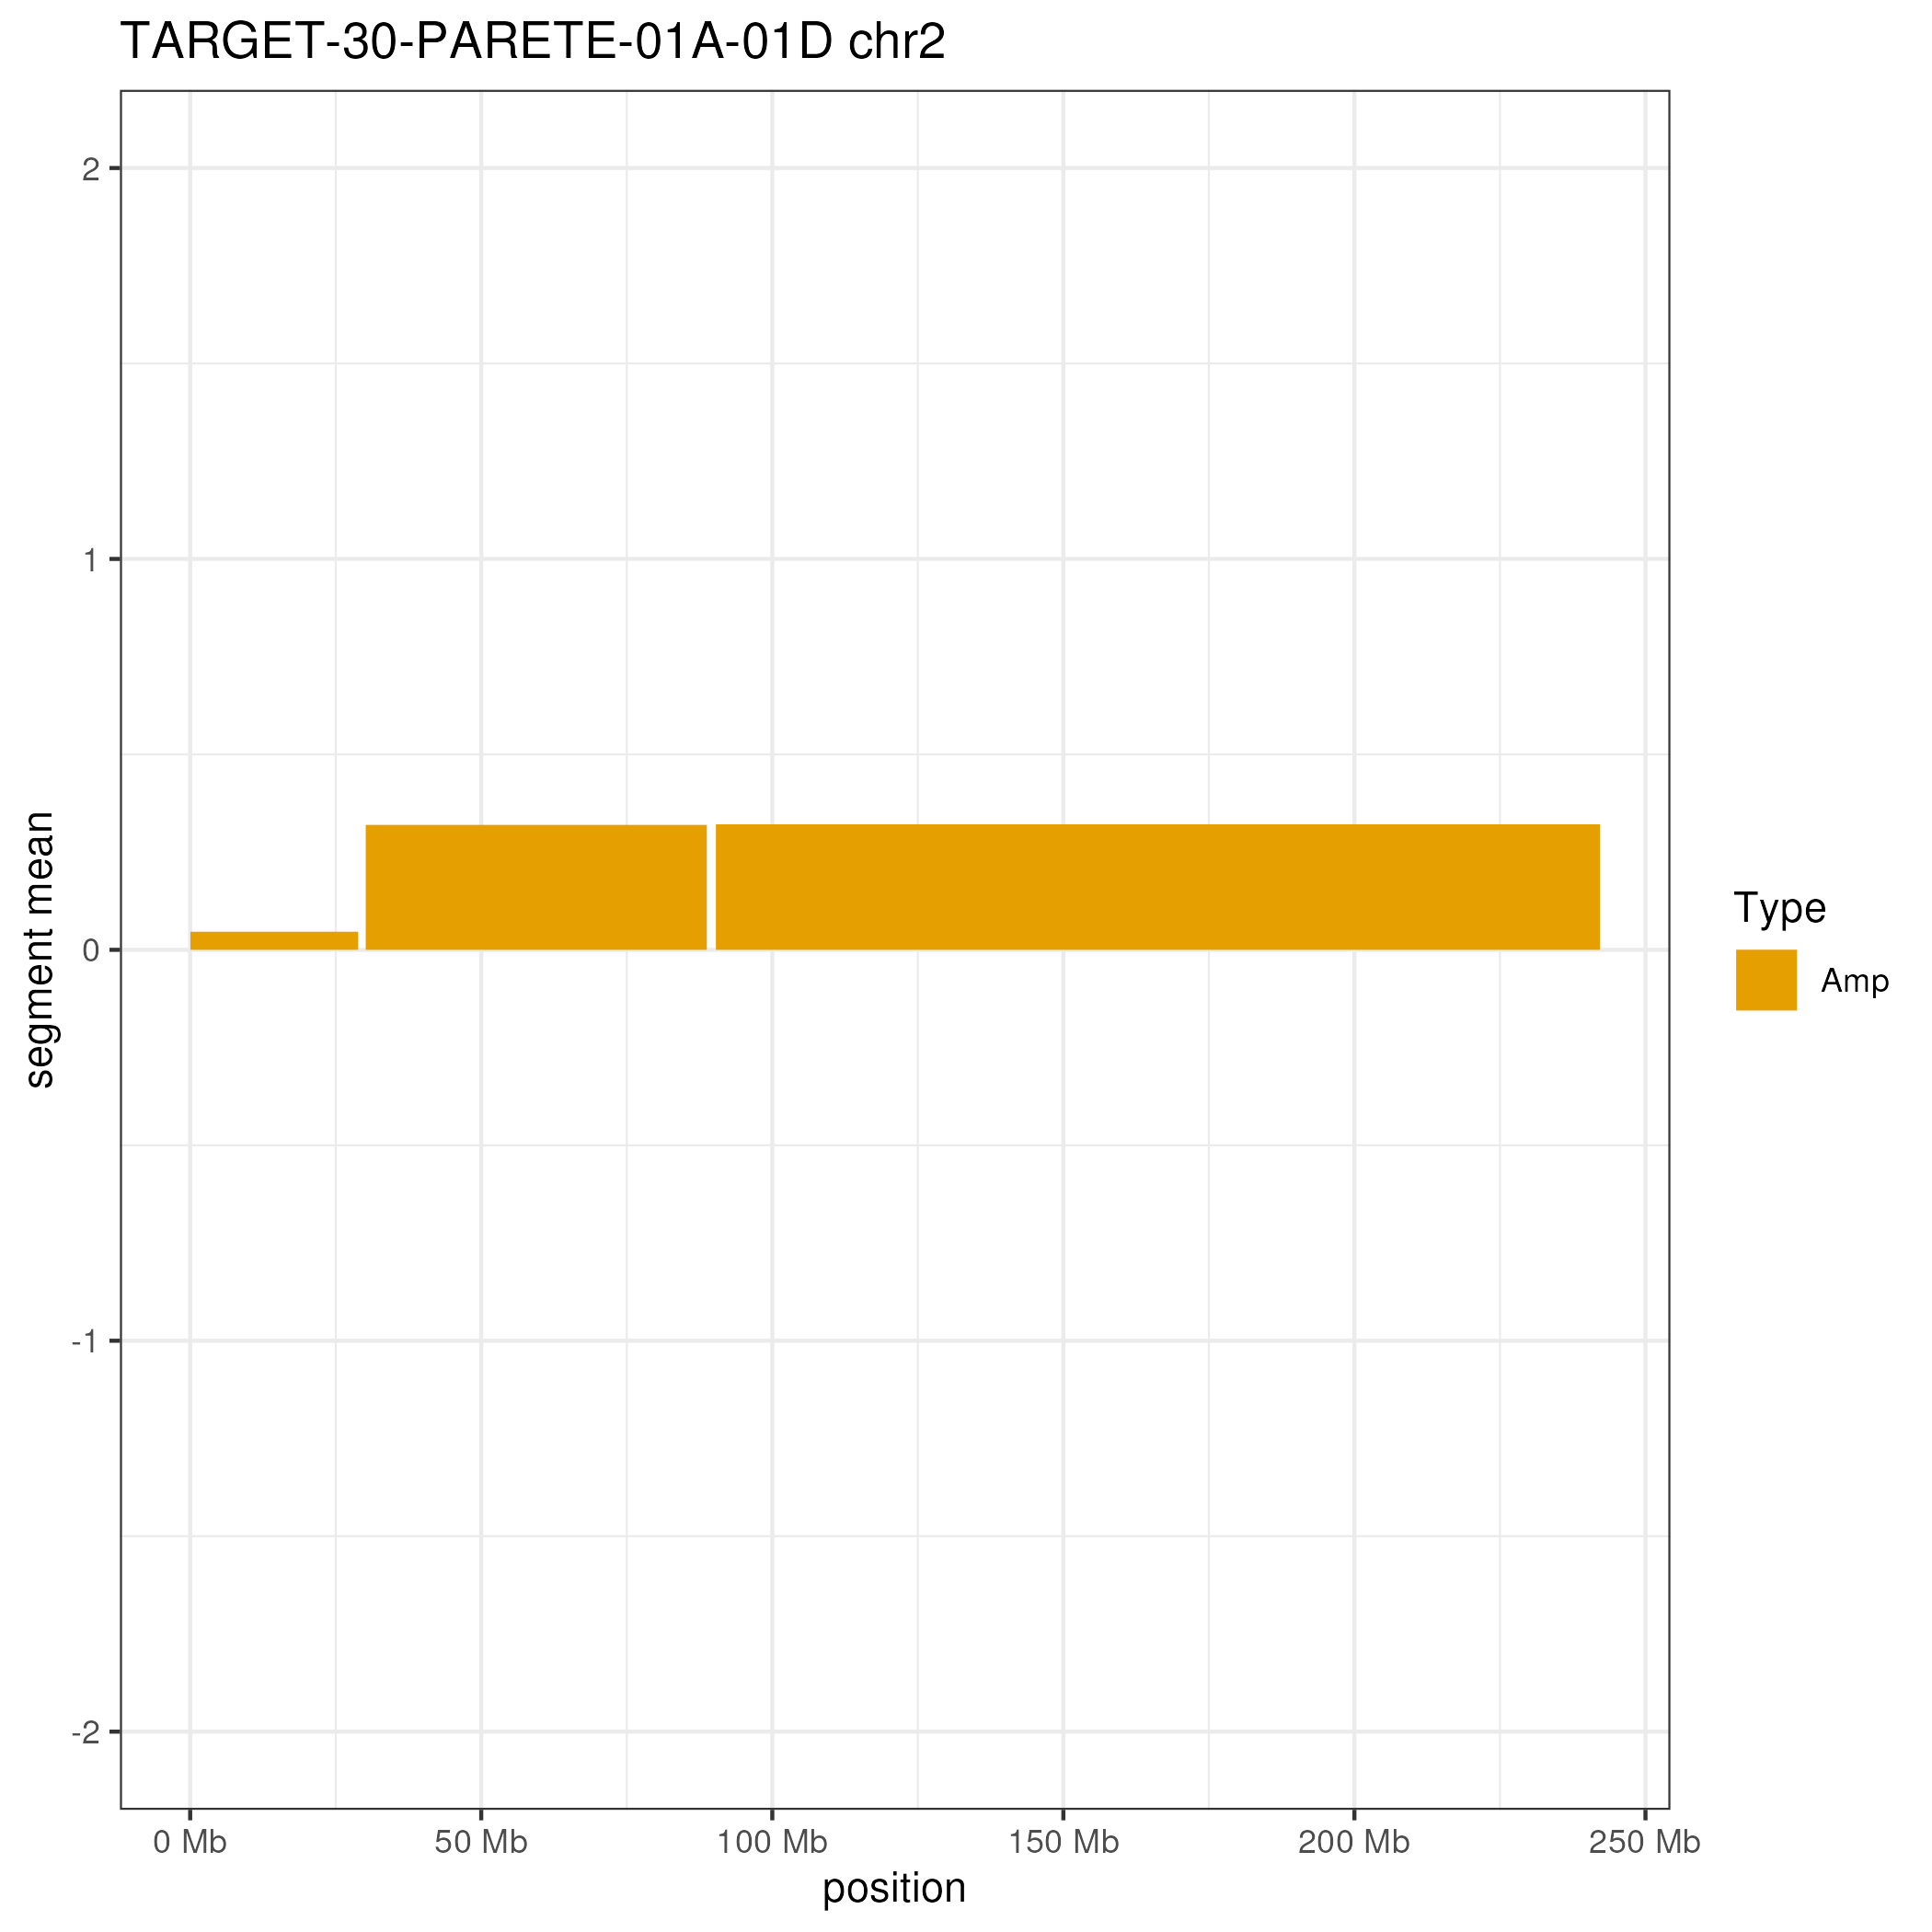 TARGET-30-PARETE-01A-01D chr2
2
1
0
-1
-2
segment mean
0 Mb 50 Mb 100 Mb 150 Mb 200 Mb 250 Mb
position
Type
Amp